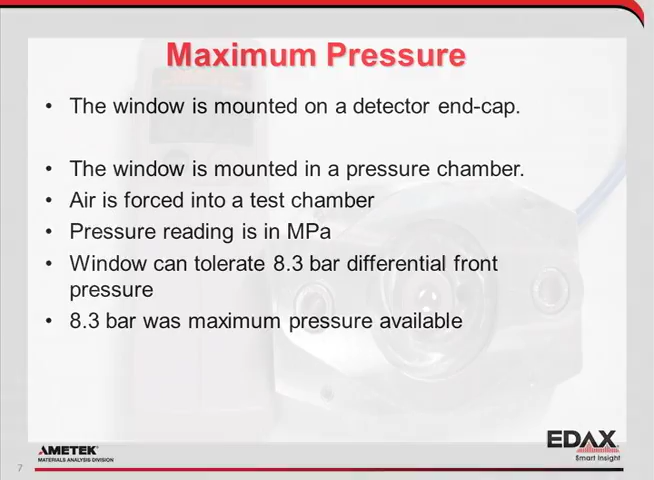 Maximum Pressure
• The window is mounted on a detector end-cap.
• The window is mounted in a pressure chamber.
• Air is forced into a test chamber
• Pressure reading is in MPa
• Window can tolerate 8.3 bar differential front
pressure
• 8.3 bar was maximum pressure available
AMETEK
MATERIALS ANALYSIS DIVISION
EDAX
Smart Insight
7